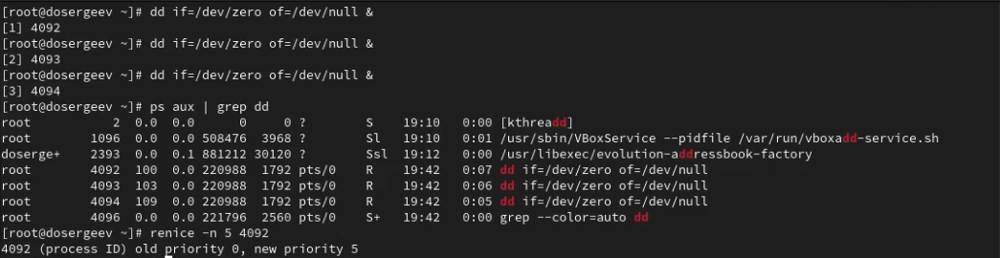 [root@dosergeev ~]# dd if=/dev/zero of=/dev/null &
[1] 4092
[root@dosergeev ~]# dd if=/dev/zero of=/dev/null &
[2] 4093
[root@dosergeev ~]# dd if=/dev/zero of=/dev/null &
[3] 4094
[root@dosergeev ~]# ps aux | grep dd
root           2  0.0  0.0      0     0 ?        S    19:10   0:00 [kthreadd]
root        1096  0.0  0.0 508476  3968 ?        Sl   19:10   0:01 /usr/sbin/VBoxService --pidfile /var/run/vboxadd-service.sh
doserge+    2393  0.0  0.1 881212 30120 ?        Ssl  19:12   0:00 /usr/libexec/evolution-addressbook-factory
root        4092  100  0.0 220988  1792 pts/0    R    19:42   0:07 dd if=/dev/zero of=/dev/null
root        4093  103  0.0 220988  1792 pts/0    R    19:42   0:06 dd if=/dev/zero of=/dev/null
root        4094  109  0.0 220988  1792 pts/0    R    19:42   0:05 dd if=/dev/zero of=/dev/null
root        4096  0.0  0.0 221796  2560 pts/0    S+   19:42   0:00 grep --color=auto dd
[root@dosergeev ~]# renice -n 5 4092
4092 (process ID) old priority 0, new priority 5